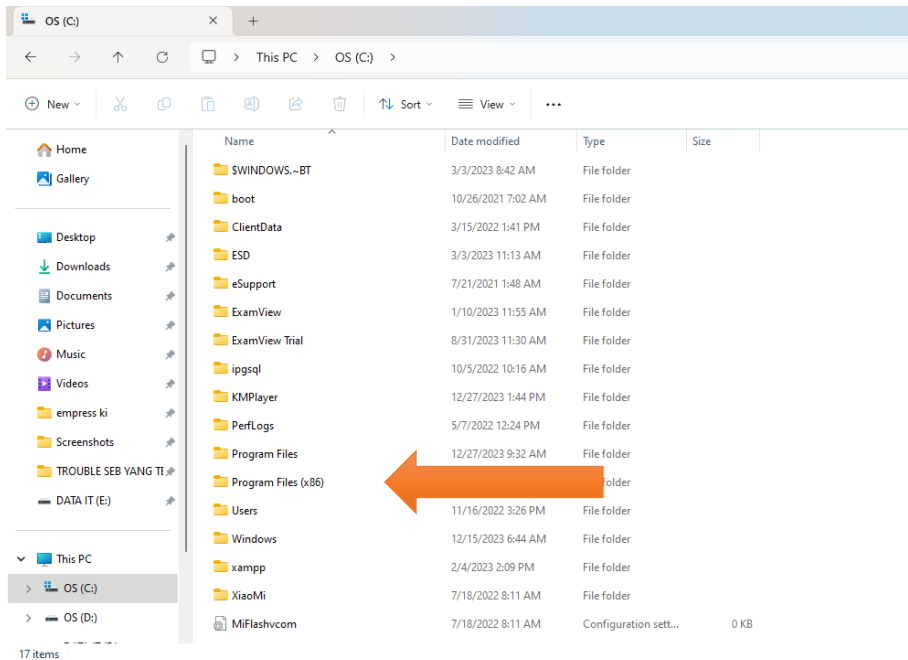 OS (C:)
This PC > OS (C:) >
New Sort View
Name Date modified Type Size
Home
Gallery
Desktop
Downloads
Documents
Pictures
Music
Videos
empress ki
Screenshots
TROUBLE SEB YANG TE
DATA IT (E:)
This PC
OS (C:)
OS (D:)
$WINDOWS.~BT 3/3/2023 8:42 AM File folder
boot 10/26/2021 7:02 AM File folder
ClientData 3/15/2022 1:41 PM File folder
ESD 3/3/2023 11:13 AM File folder
eSupport 7/21/2021 1:48 AM File folder
ExamView 1/10/2023 11:55 AM File folder
ExamView Trial 8/31/2023 11:30 AM File folder
ipgsql 10/5/2022 10:16 AM File folder
KMPlayer 12/27/2023 1:44 PM File folder
PerfLogs 5/7/2022 12:24 PM File folder
Program Files 12/27/2023 9:32 AM File folder
Program Files (x86) folder
Users 11/16/2022 3:26 PM File folder
Windows 12/15/2023 6:44 AM File folder
xampp 2/4/2023 2:09 PM File folder
XiaoMi 7/18/2022 8:11 AM File folder
MiFlashvcom 7/18/2022 8:11 AM Configuration sett... 0 KB
17 items